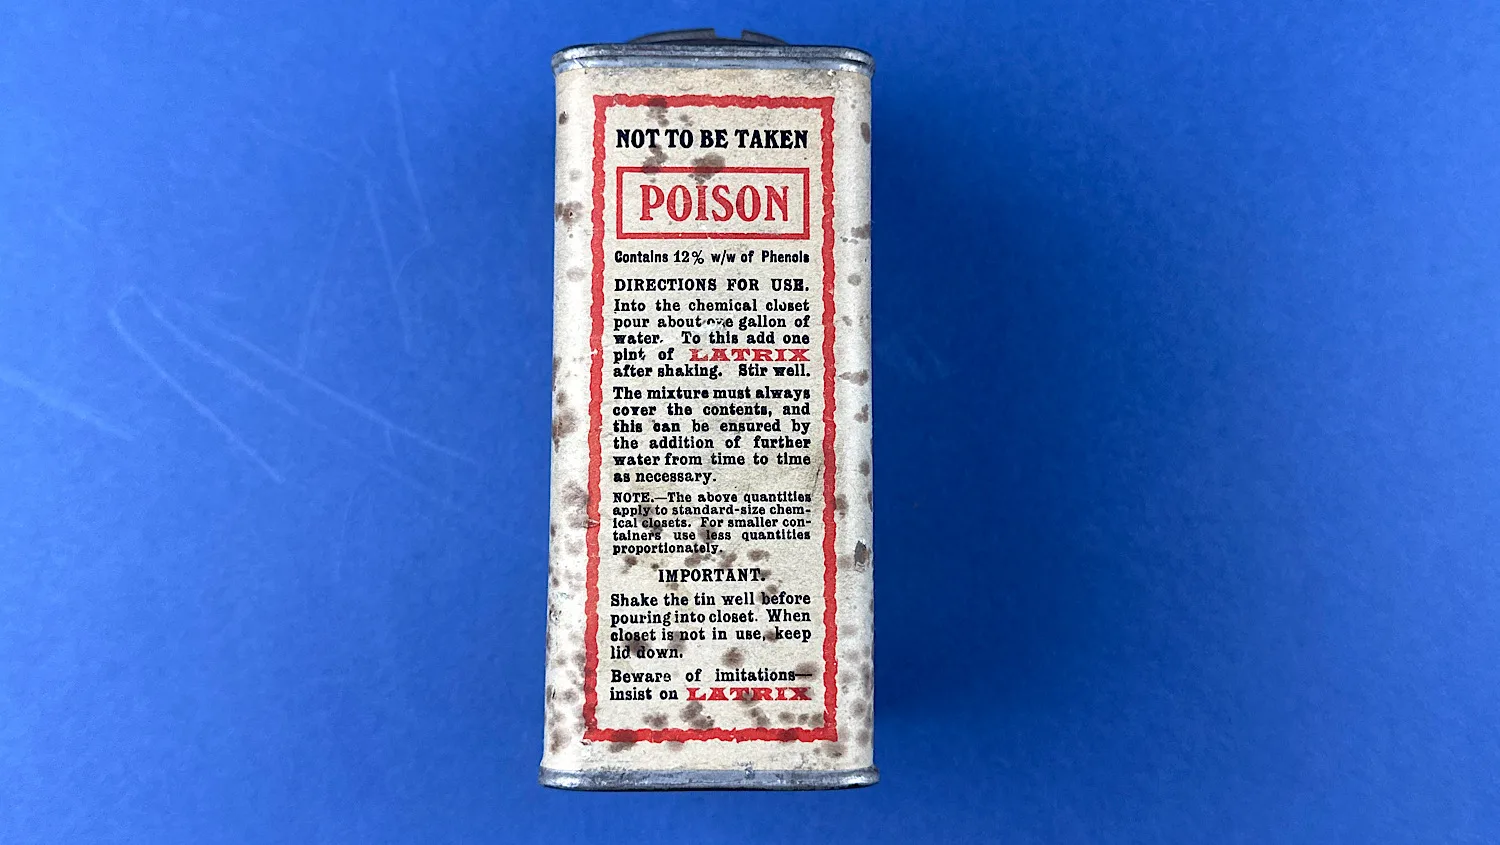 NOT TO BE TAKEN
POISON
Contains 12% w/w of Phenols
DIRECTIONS FOR USE.
Into the chemical closet
pour about one gallon of
water. To this add one
pint of LATRIX
after shaking. Stir well.
The mixture must always
cover the contents, and
this can be ensured by
the addition of further
water from time to time
as necessary.
NOTE.—The above quantities
apply to standard-size chem-
ical closets. For smaller con-
tainers use less quantities
proportionately.
IMPORTANT.
Shake the tin well before
pouring into closet. When
closet is not in use, keep
lid down.
Beware of imitations—
insist on LATRIX